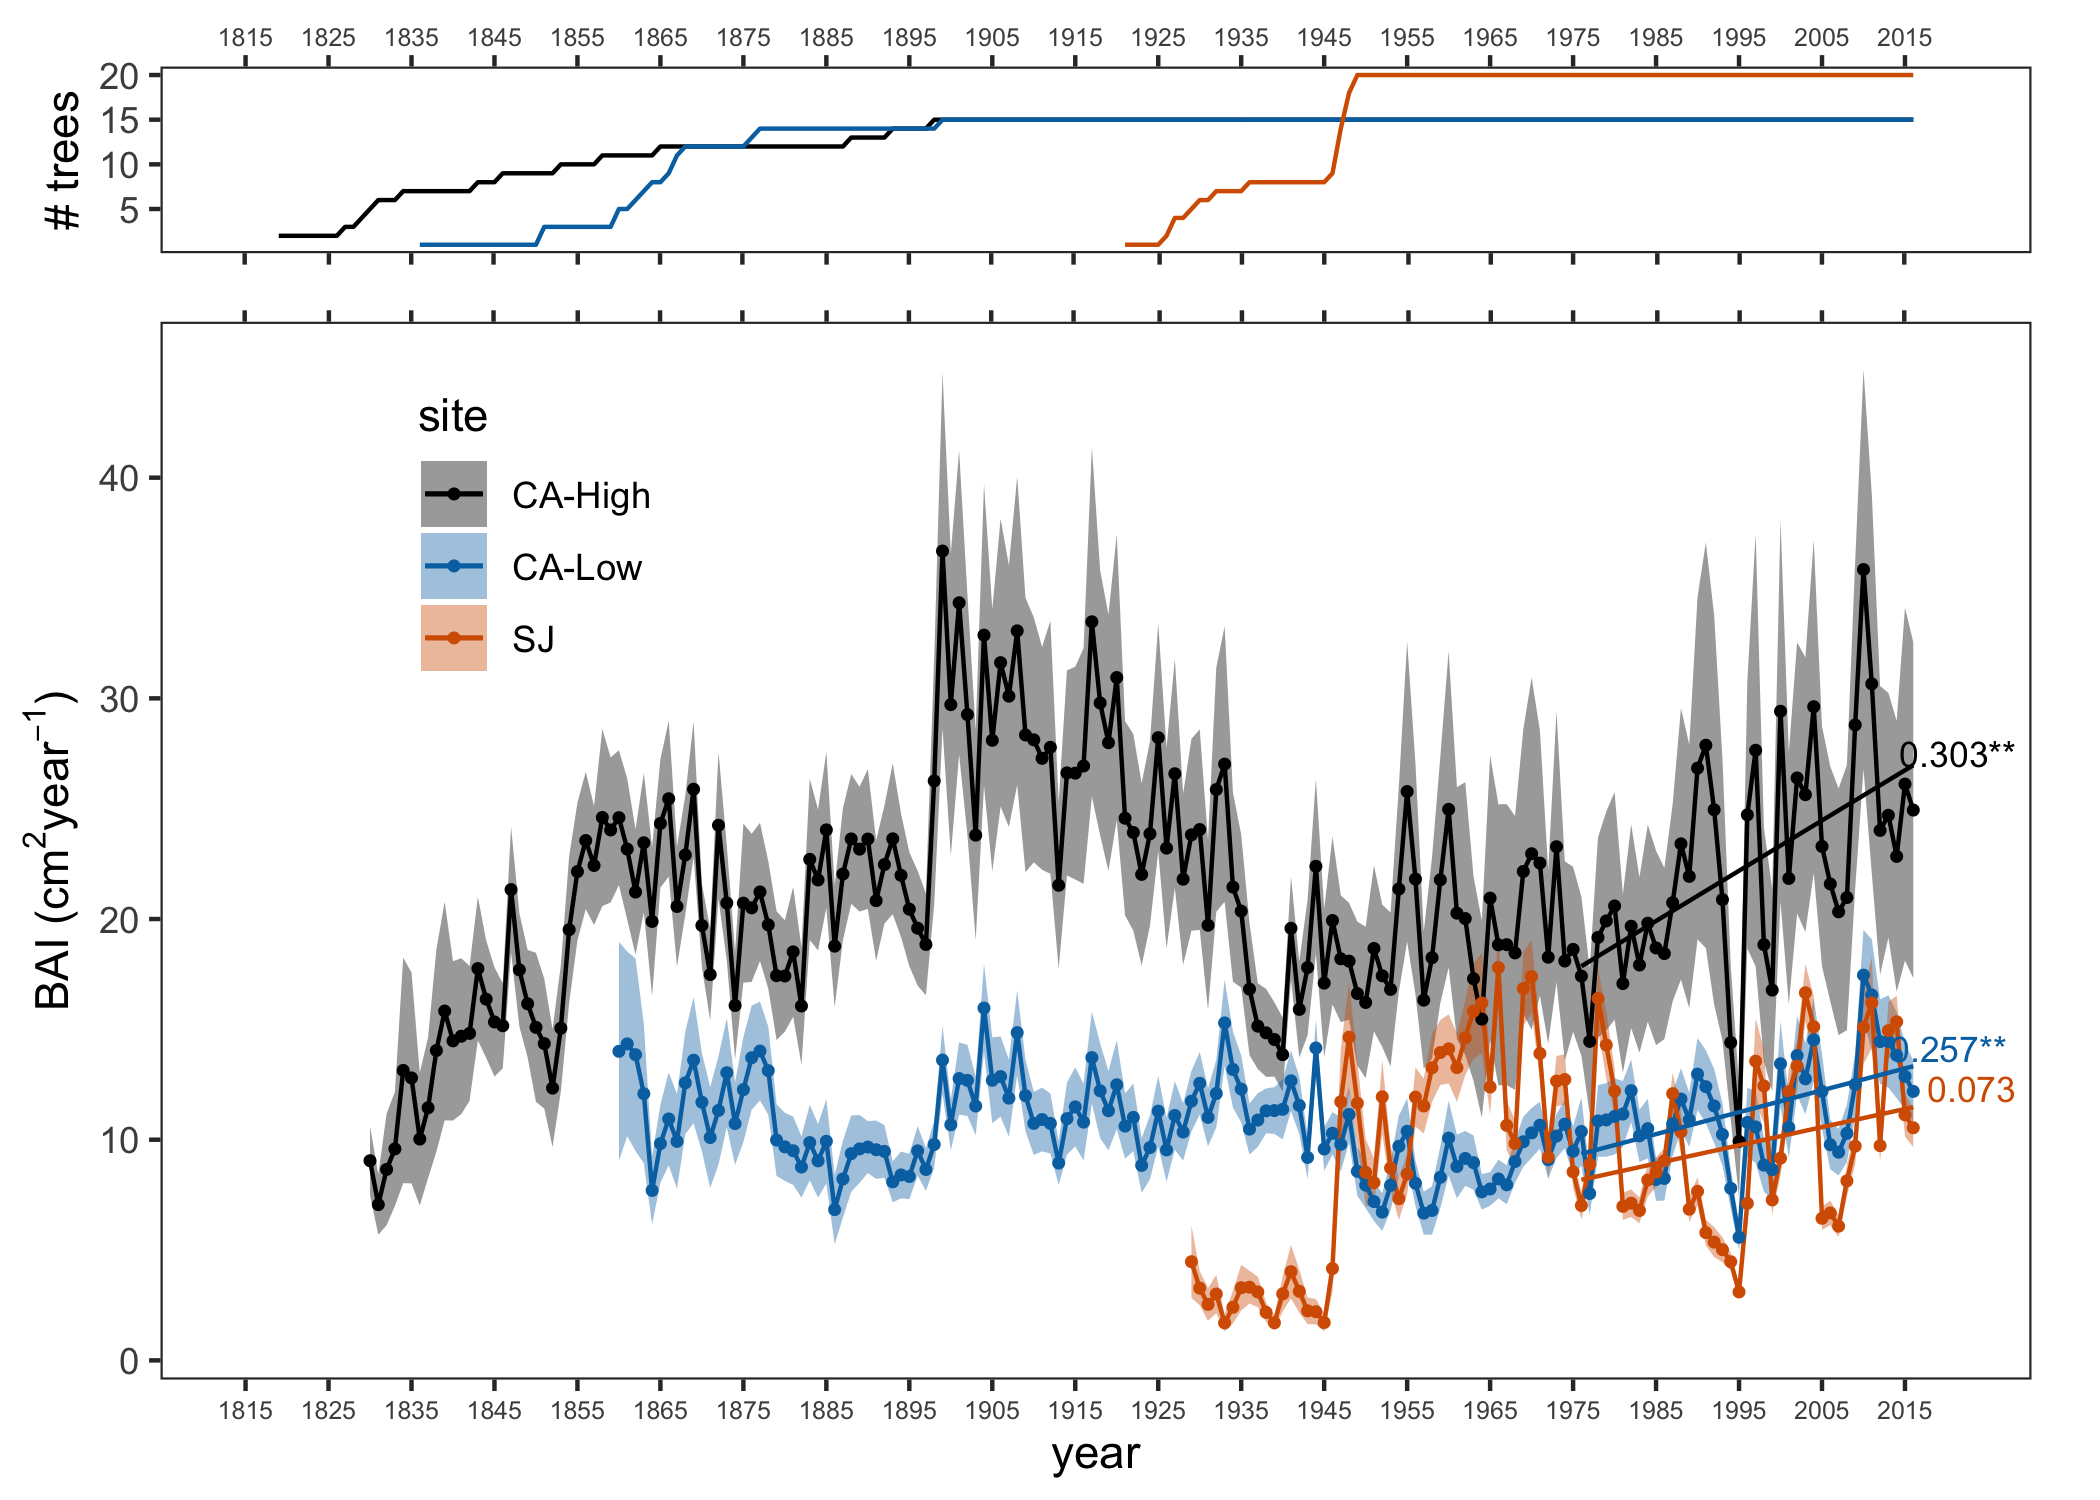 1815 1825 1835 1845 1855 1865 1875 1885 1895 1905 1915 1925 1935 1945 1955 1965 1975 1985 1995 2005 2015
20
15
10
5
# trees
site
CA-High
CA-Low
SJ
40
30
20
10
0
BAI (cm²year⁻¹)
0.303**
0.257**
0.073
1815 1825 1835 1845 1855 1865 1875 1885 1895 1905 1915 1925 1935 1945 1955 1965 1975 1985 1995 2005 2015
year